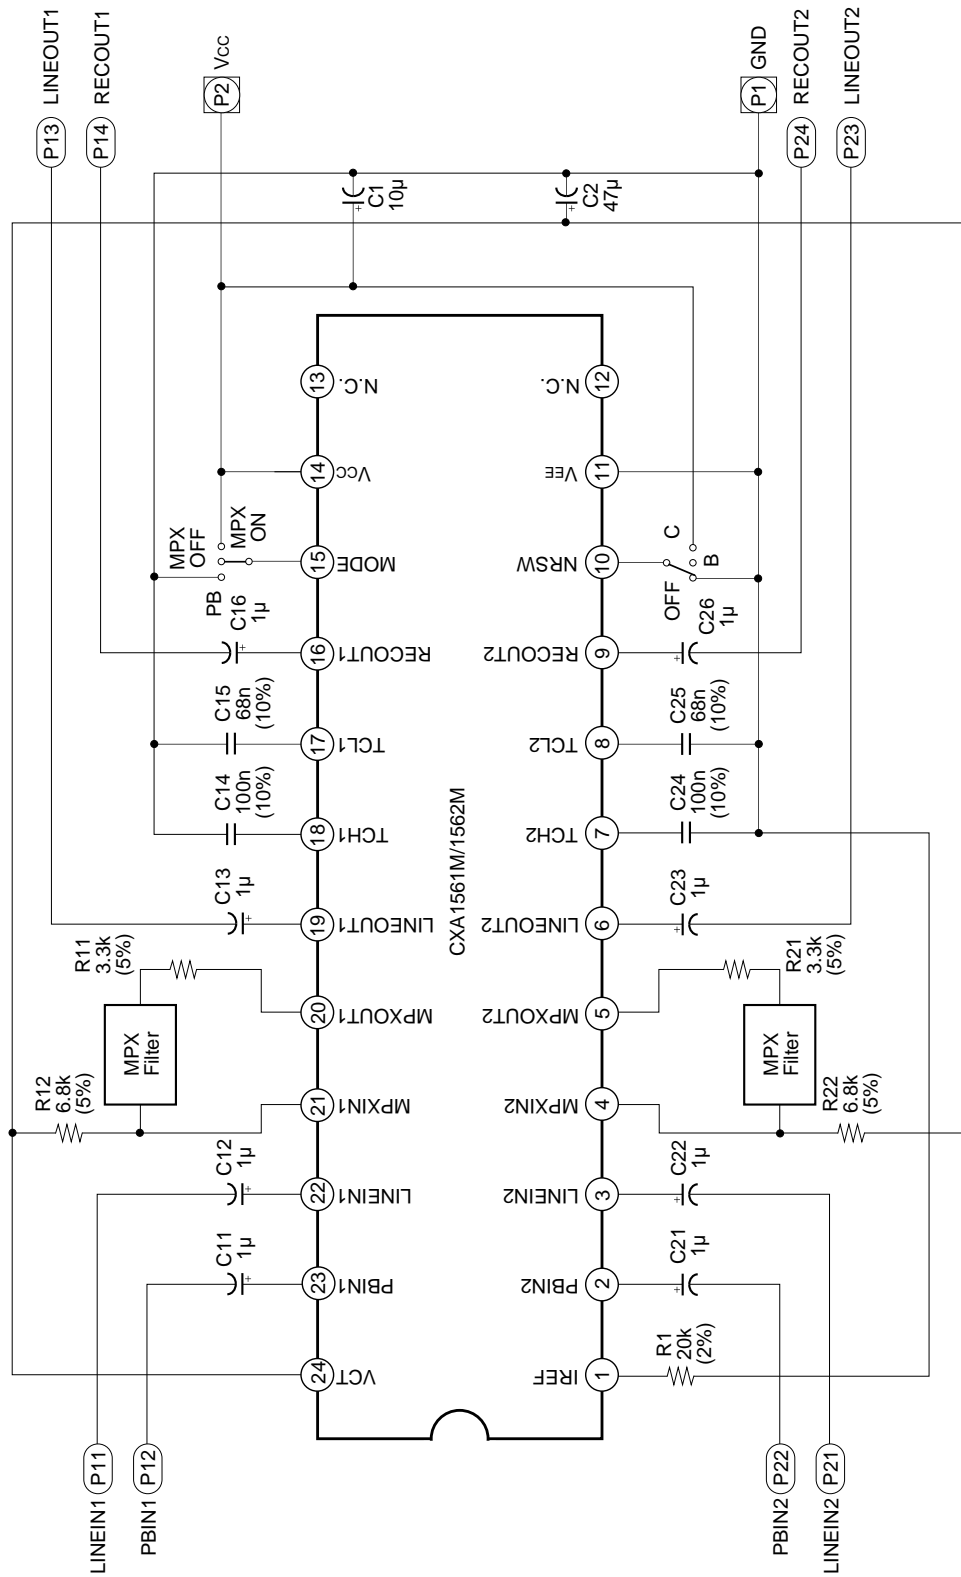 P13 LINEOUT1
P14 RECOUT1
P2 Vcc
P1 GND
P24 RECOUT2
P23 LINEOUT2
C1
10µ
C2
47µ
13 N.C.
14 Vcc
15 MODE
16 RECOUT1
17 TCL1
18 TCH1
19 LINEOUT1
20 MPXOUT1
21 MPXIN1
22 LINEIN1
23 PBIN1
24 VCT
12 N.C.
11 VEE
10 NRSW
9 RECOUT2
8 TCL2
7 TCH2
6 LINEOUT2
5 MPXOUT2
4 MPXIN2
3 LINEIN2
2 PBIN2
1 IREF
CXA1561M/1562M
MPX
OFF
MPX
ON
PB
C16
1µ
C15
68n
(10%)
C14
100n
(10%)
C13
1µ
R11
3.3k
(5%)
MPX
Filter
R12
6.8k
(5%)
C12
1µ
C11
1µ
C
B
OFF
C26
1µ
C25
68n
(10%)
C24
100n
(10%)
C23
1µ
R21
3.3k
(5%)
MPX
Filter
R22
6.8k
(5%)
C22
1µ
C21
1µ
R1
20k
(2%)
LINEIN1 P11
PBIN1 P12
PBIN2 P22
LINEIN2 P21